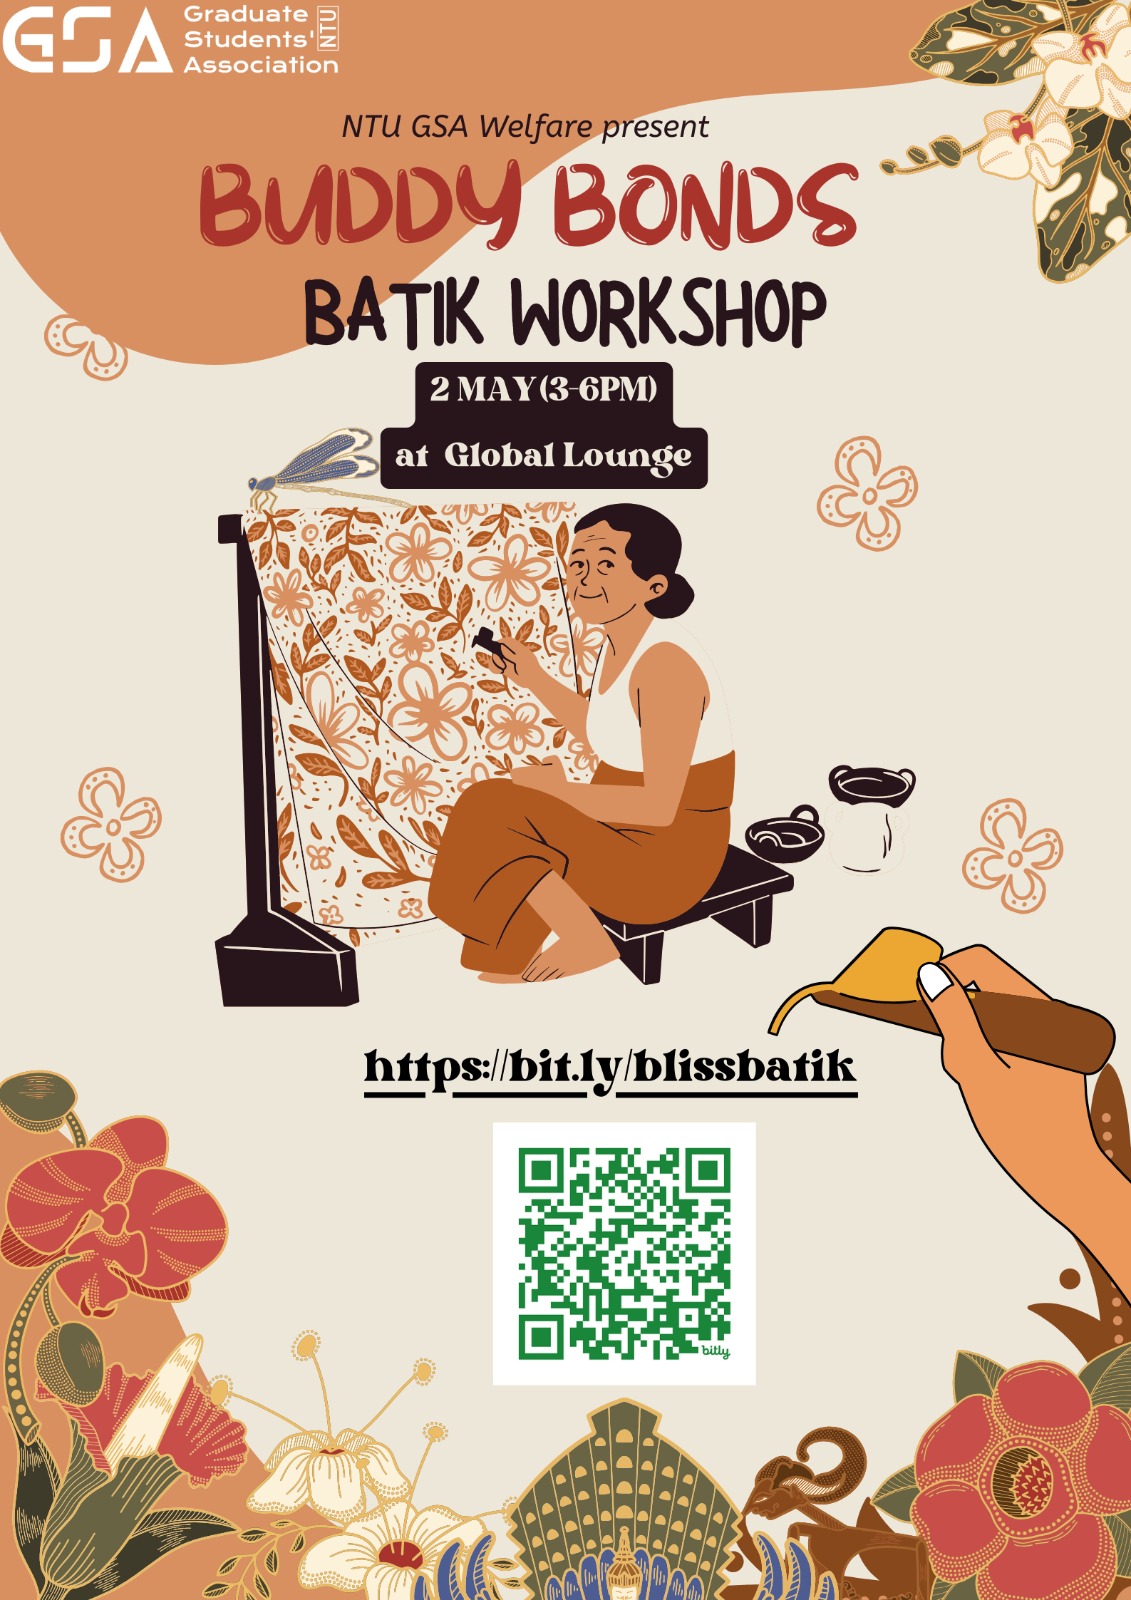 GSA
Graduate
Students'
Association
NTU
NTU GSA Welfare present
BUDDY BONDS
BATIK WORKSHOP
2 MAY(3-6PM)
at Global Lounge
https://bit.ly/blissbatik
bitly